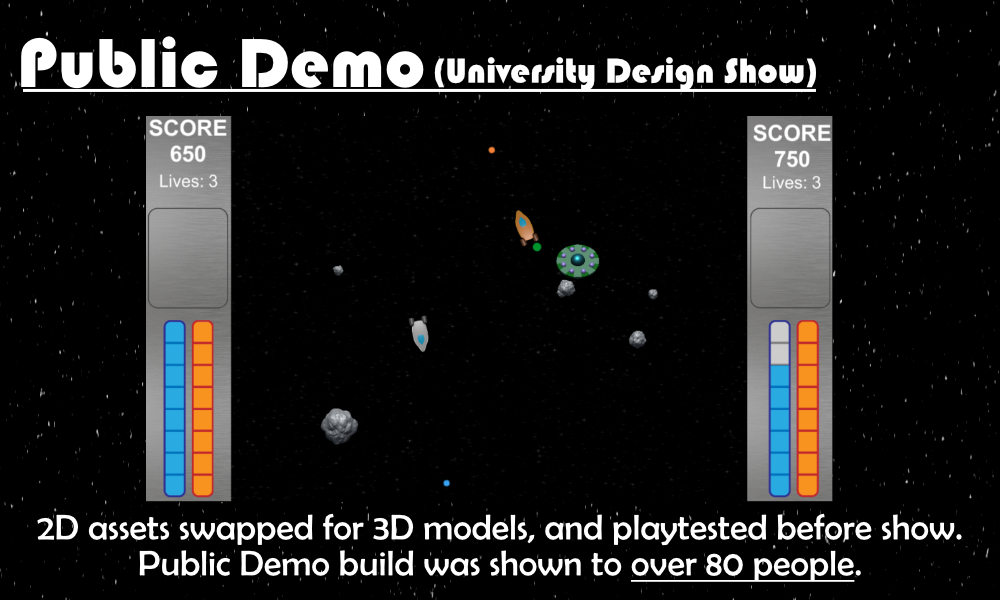 Public Demo (University Design Show)
SCORE
650
Lives: 3
SCORE
750
Lives: 3
2D assets swapped for 3D models, and playtested before show.
Public Demo build was shown to over 80 people.